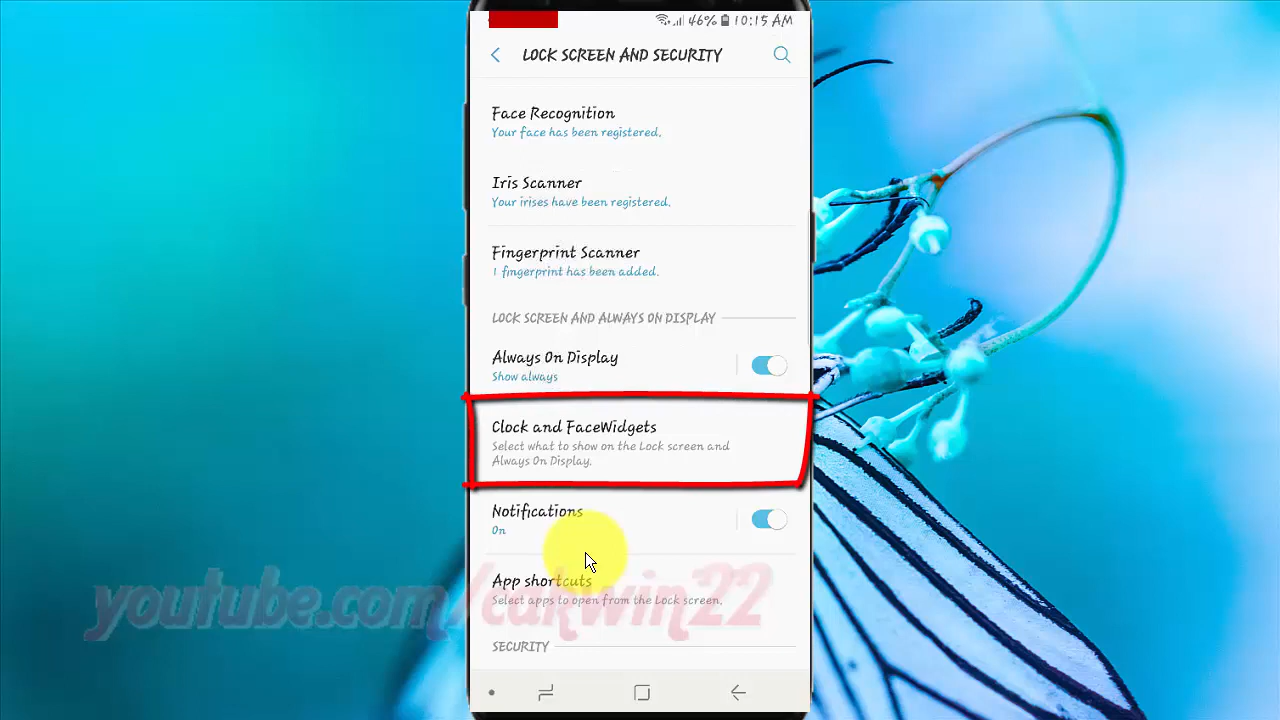 46% 10:15 AM
LOCK SCREEN AND SECURITY
Face Recognition
Your face has been registered.
Iris Scanner
Your irises have been registered.
Fingerprint Scanner
1 fingerprint has been added.
LOCK SCREEN AND ALWAYS ON DISPLAY
Always On Display
Show always
Clock and FaceWidgets
Select what to show on the Lock screen and
Always On Display.
Notifications
On
App shortcuts
Select apps to open from the Lock screen.
youtube.com/eakwin22
SECURITY